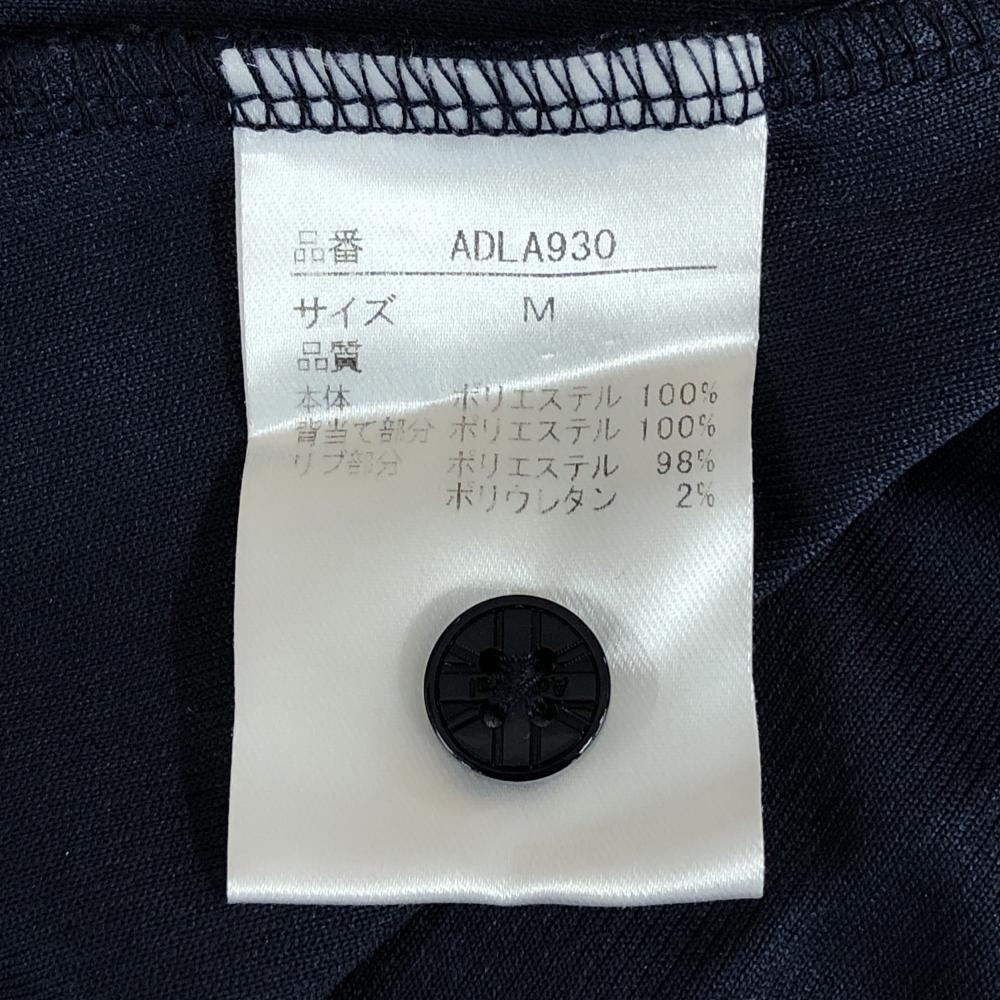 品番 ADLA930
サイズ M
品質
本体 ポリエステル 100%
背当て部分 ポリエステル 100%
リブ部分 ポリエステル 98%
ポリウレタン 2%